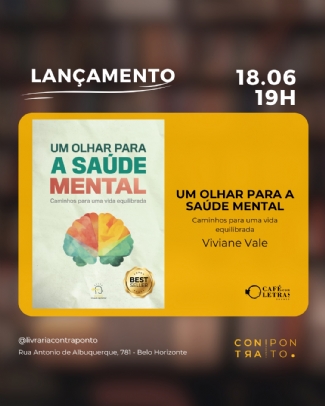 LANÇAMENTO
18.06
19H
UM OLHAR PARA
A SAÚDE
MENTAL
Caminhos para uma vida equilibrada
BEST
SELLER
UM OLHAR PARA A
SAÚDE MENTAL
Caminhos para uma vida
equilibrada
Viviane Vale
CAFÉ
LETRAS
@livrariacontraponto
Rua Antonio de Albuquerque, 781 - Belo Horizonte
CON PON
TRA TO.